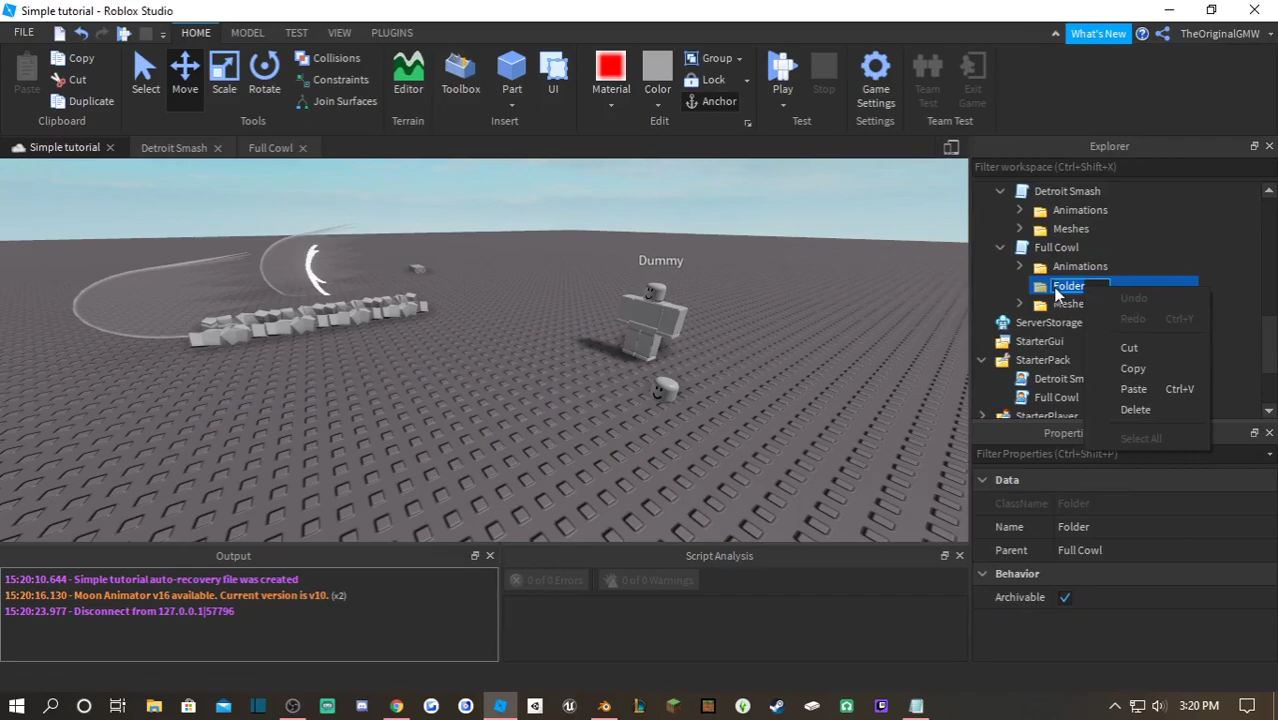 Simple tutorial - Roblox Studio
FILE HOME MODEL TEST VIEW PLUGINS What's New TheOriginalGMW
Paste Copy Cut Duplicate Clipboard
Select Move Scale Rotate Collisions Constraints Join Surfaces Tools
Editor Terrain
Toolbox Part UI Insert
Material Color Group Lock Anchor Edit
Play Stop Test
Game Settings Settings
Team Test Exit Game Team Test
Simple tutorial Detroit Smash Full Cowl
Dummy
Explorer
Filter workspace (Ctrl+Shift+X)
Detroit Smash
Animations
Meshes
Full Cowl
Animations
Folder
Meshe
ServerStorage
StarterGui
StarterPack
Detroit Sm
Full Cowl
StarterPlayer
Undo
Redo Ctrl+Y
Cut
Copy
Paste Ctrl+V
Delete
Select All
Properti
Filter Properties (Ctrl+Shift+P)
Data
ClassName Folder
Name Folder
Parent Full Cowl
Behavior
Archivable
Output
15:20:10.644 - Simple tutorial auto-recovery file was created
15:20:16.130 - Moon Animator v16 available. Current version is v10. (x2)
15:20:23.977 - Disconnect from 127.0.0.1|57796
Script Analysis
0 of 0 Errors 0 of 0 Warnings
3:20 PM